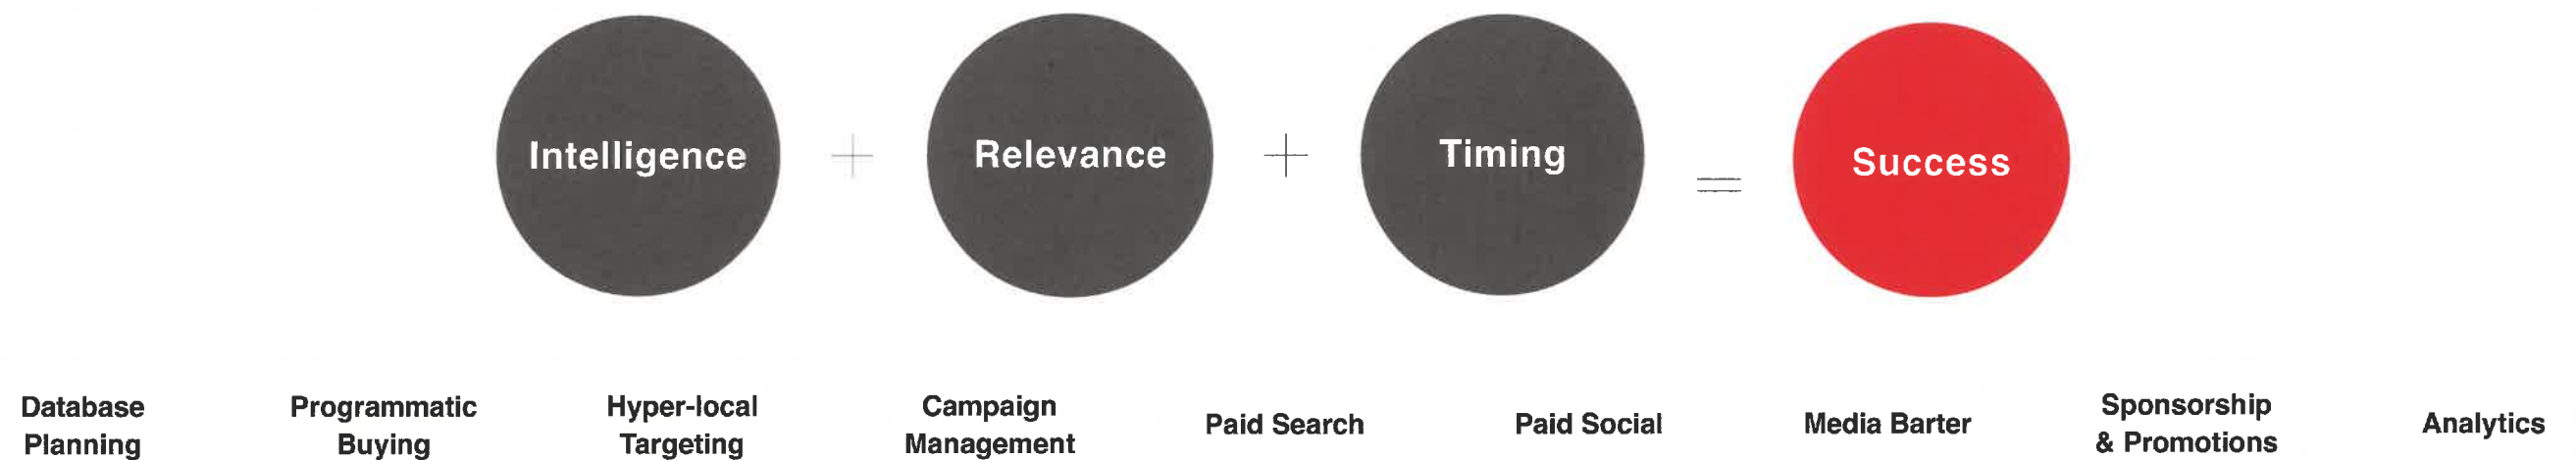 Intelligence + Relevance + Timing = Success
Database Programmatic Hyper-local Campaign Paid Search Paid Social Media Barter Sponsorship Analytics
Planning Buying Targeting Management & Promotions